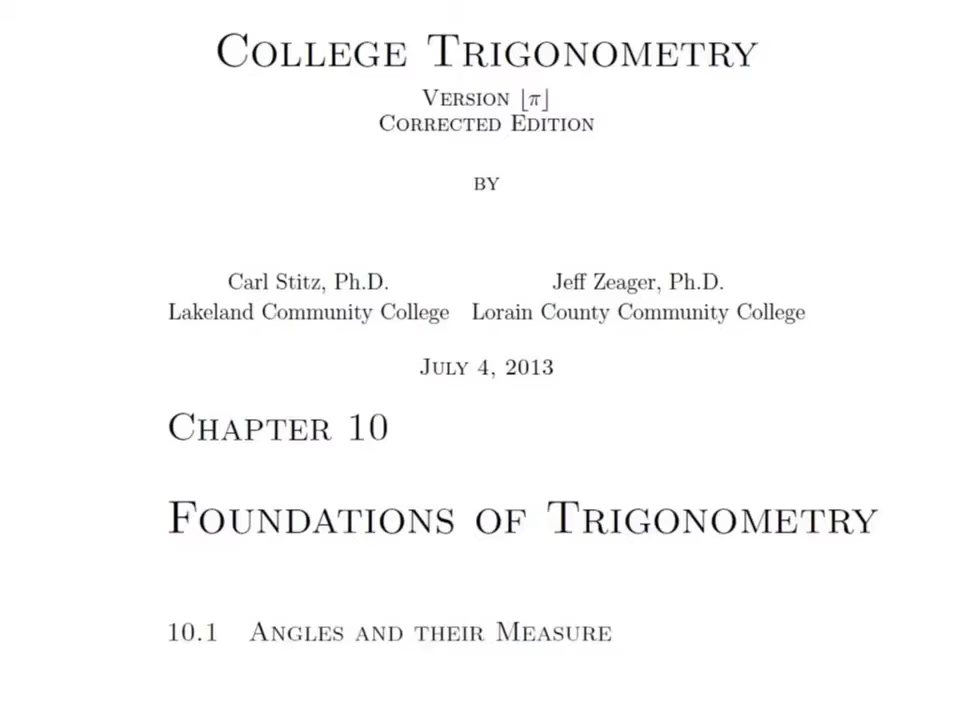 College Trigonometry
Version ⌊π⌋
Corrected Edition
by
Carl Stitz, Ph.D. Jeff Zeager, Ph.D.
Lakeland Community College Lorain County Community College
July 4, 2013
Chapter 10
Foundations of Trigonometry
10.1 Angles and their Measure